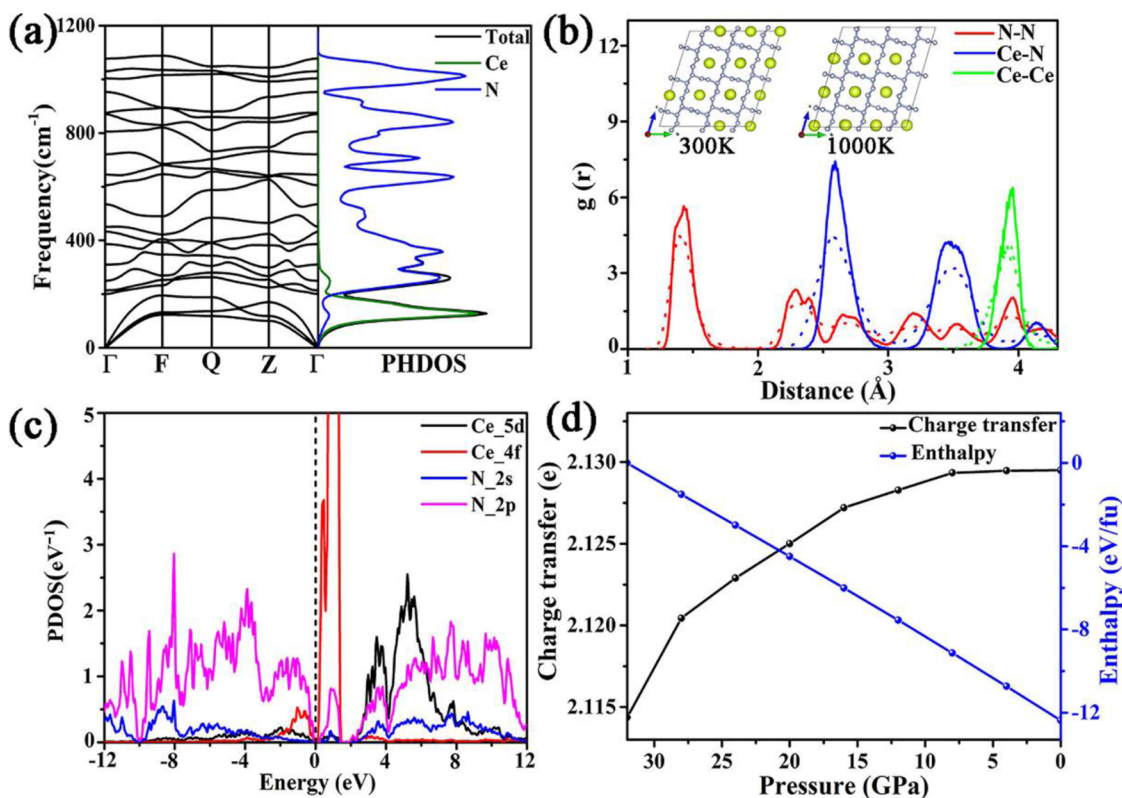 (a)
Total
Ce
N
1200
800
400
0
Frequency(cm⁻¹)
Γ F Q Z Γ PHDOS
(b)
N-N
Ce-N
Ce-Ce
300K 1000K
12
9
6
3
0
g (r)
1 2 3 4
Distance (Å)
(c)
Ce_5d
Ce_4f
N_2s
N_2p
5
4
3
2
1
0
PDOS(eV⁻¹)
-12 -8 -4 0 4 8 12
Energy (eV)
(d)
Charge transfer
Enthalpy
2.130
2.125
2.120
2.115
Charge transfer (e)
0
-4
-8
-12
Enthalpy (eV/fu)
30 25 20 15 10 5 0
Pressure (GPa)